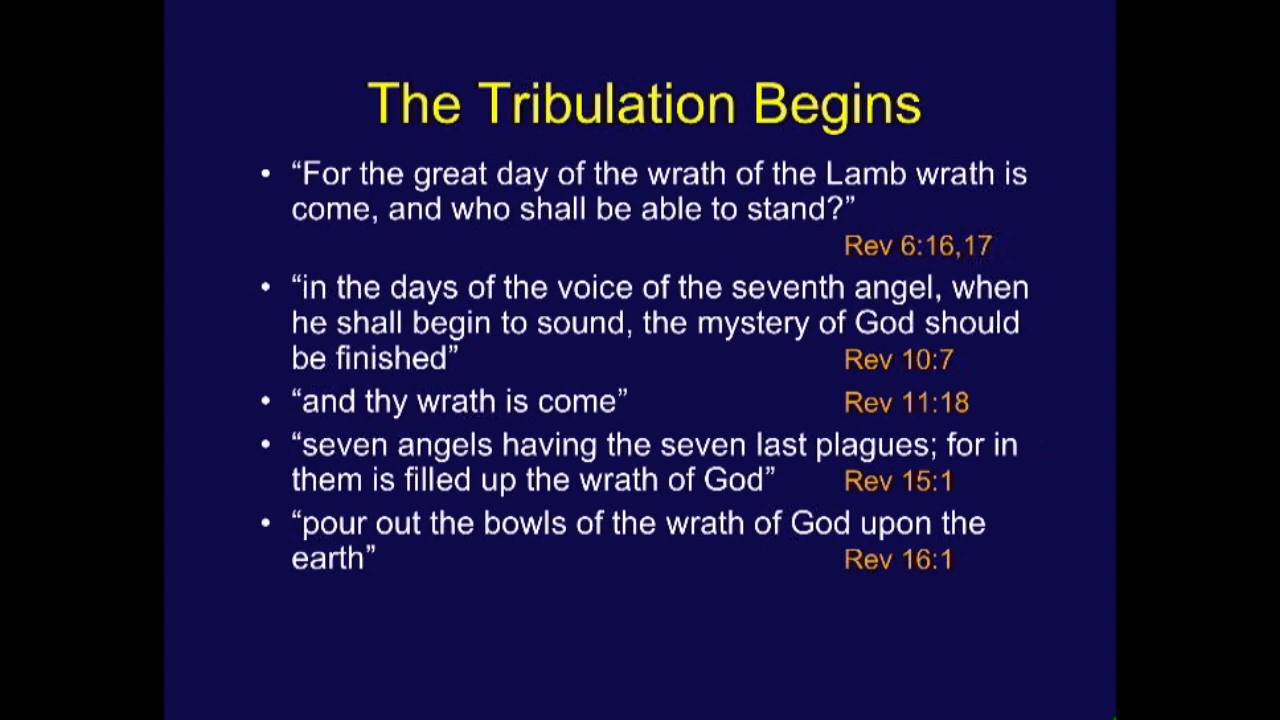 The Tribulation Begins
• “For the great day of the wrath of the Lamb wrath is
come, and who shall be able to stand?”
Rev 6:16,17
• “in the days of the voice of the seventh angel, when
he shall begin to sound, the mystery of God should
be finished” Rev 10:7
• “and thy wrath is come” Rev 11:18
• “seven angels having the seven last plagues; for in
them is filled up the wrath of God” Rev 15:1
• “pour out the bowls of the wrath of God upon the
earth” Rev 16:1